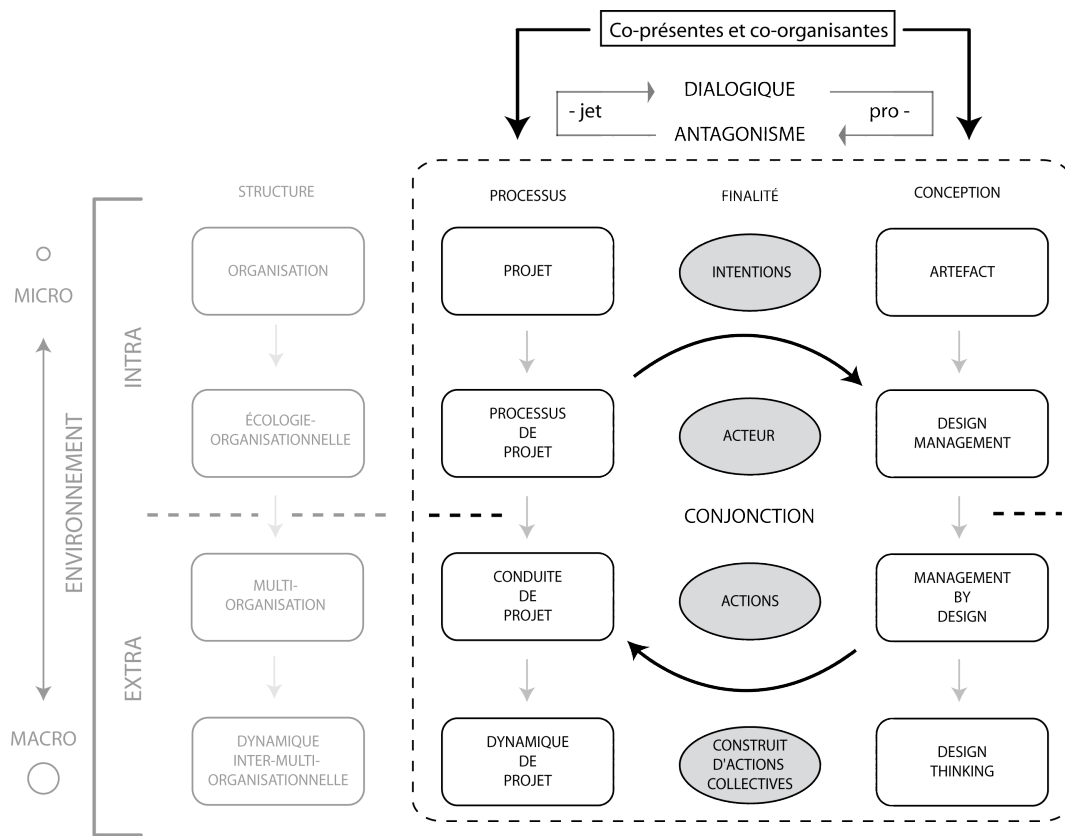 Co-présentes et co-organisantes
DIALOGIQUE
- jet
pro -
ANTAGONISME
STRUCTURE
PROCESSUS
FINALITÉ
CONCEPTION
ORGANISATION
PROJET
INTENTIONS
ARTEFACT
MICRO
INTRA
ÉCOLOGIE-
ORGANISATIONNELLE
PROCESSUS
DE
PROJET
ACTEUR
DESIGN
MANAGEMENT
ENVIRONNEMENT
CONJONCTION
MULTI-
ORGANISATION
CONDUITE
DE
PROJET
ACTIONS
MANAGEMENT
BY
DESIGN
EXTRA
MACRO
DYNAMIQUE
INTER-MULTI-
ORGANISATIONNELLE
DYNAMIQUE
DE
PROJET
CONSTRUIT
D'ACTIONS
COLLECTIVES
DESIGN
THINKING